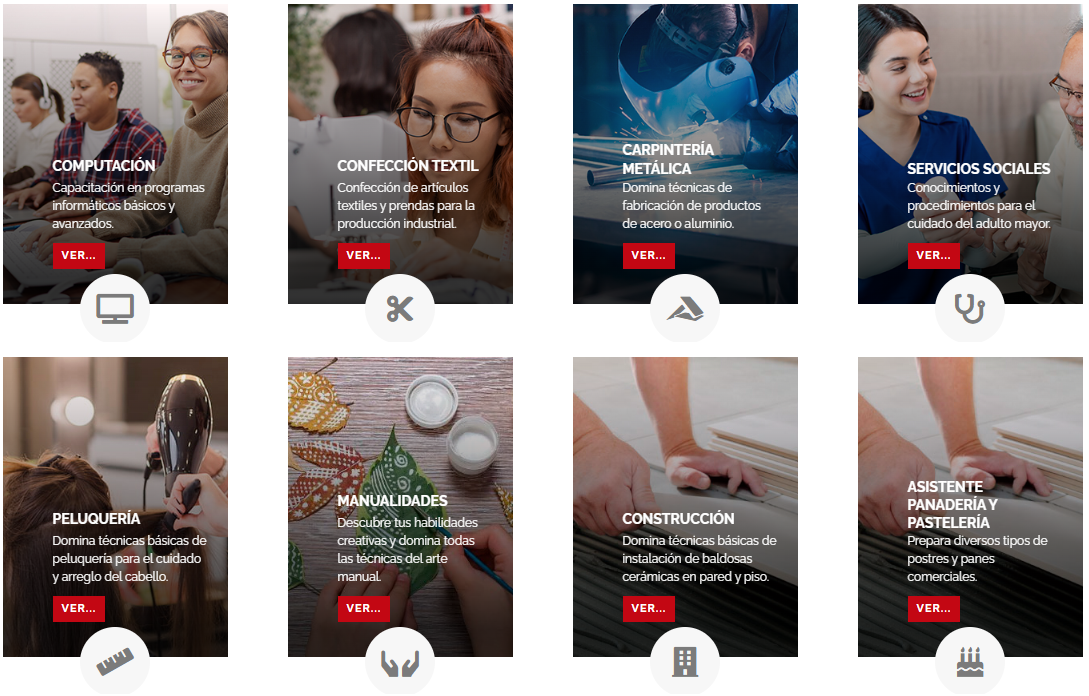 COMPUTACIÓN
Capacitación en programas
informáticos básicos y
avanzados.
VER...
CONFECCIÓN TEXTIL
Confección de artículos
textiles y prendas para la
producción industrial.
VER...
CARPINTERÍA
METÁLICA
Domina técnicas de
fabricación de productos
de acero o aluminio.
VER...
SERVICIOS SOCIALES
Conocimientos y
procedimientos para el
cuidado del adulto mayor.
VER...
PELUQUERÍA
Domina técnicas básicas de
peluquería para el cuidado
y arreglo del cabello.
VER...
MANUALIDADES
Descubre tus habilidades
creativas y domina todas
las técnicas del arte
manual.
VER...
CONSTRUCCIÓN
Domina técnicas básicas de
instalación de baldosas
cerámicas en pared y piso.
VER...
ASISTENTE
PANADERÍA Y
PASTELERÍA
Prepara diversos tipos de
postres y panes
comerciales.
VER...